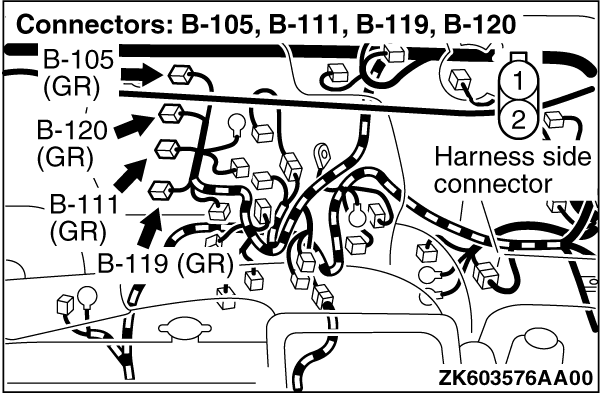 Connectors: B-105, B-111, B-119, B-120
B-105
(GR)
1
2
B-120
(GR)
Harness side
connector
B-111
(GR)
B-119 (GR)
ZK603576AA00